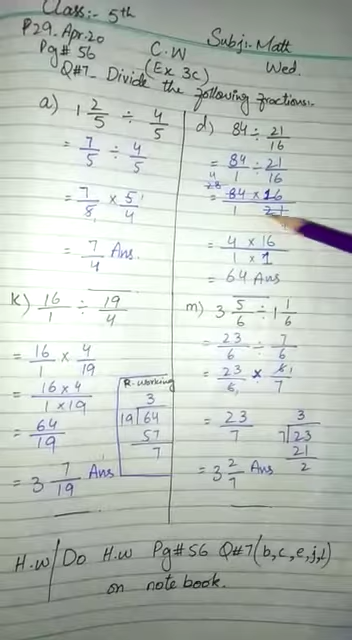 Class:- 5th
P29. Apr. 20 Subj:- Math
Pg# 56 C.W Wed.
(Ex 3c)
Q#7- Divide the following fractions:-
a) 1 2/5 ÷ 4/5
= 7/5 ÷ 4/5
= 7/5 × 5/4
= 7/4 Ans.
d) 84 ÷ 21/16
= 84/1 ÷ 21/16
4
28
= 84 × 16 / 1 21
= 4 × 16 / 1 × 1
= 64 Ans
k) 16/1 ÷ 19/4
= 16/1 × 4/19
= 16 × 4 / 1 × 19
= 64/19
= 3 7/19 Ans
R. working
3
19 64
57
7
m) 3 5/6 ÷ 1 1/6
= 23/6 ÷ 7/6
= 23/6 × 6/7
= 23/7
= 3 2/7 Ans
3
7 23
21
2
H.W/ Do H.W Pg#56 Q#7(b,c,e,j,l)
on notebook.